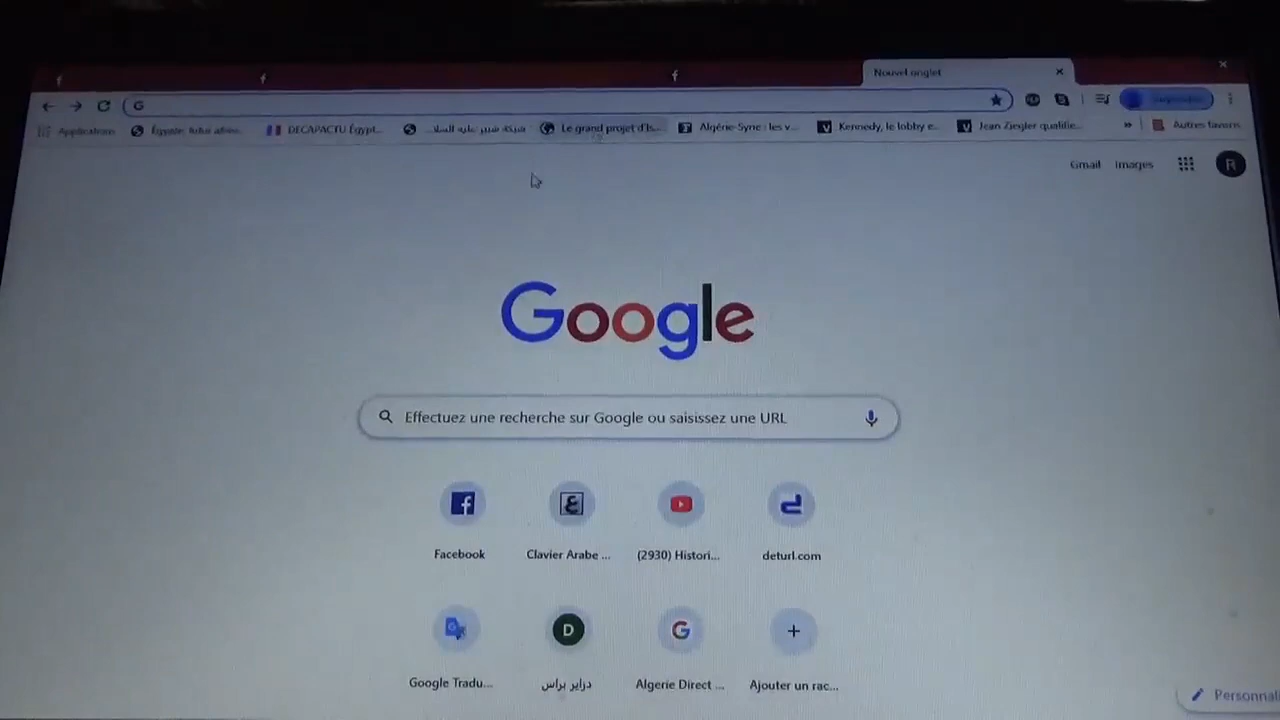 Nouvel onglet
Applications
DECAPACTU Égypt...
Le grand projet d'Is...
Algérie-Syrie : les v...
Kennedy, le lobby e...
Jean Ziegler qualifie...
Autres favoris
Gmail Images
R
Google
Effectuez une recherche sur Google ou saisissez une URL
Facebook
Clavier Arabe ...
(2930) Histori...
deturl.com
D
Google Tradu...
دراير براس
Algerie Direct ...
Ajouter un rac...
Personnal